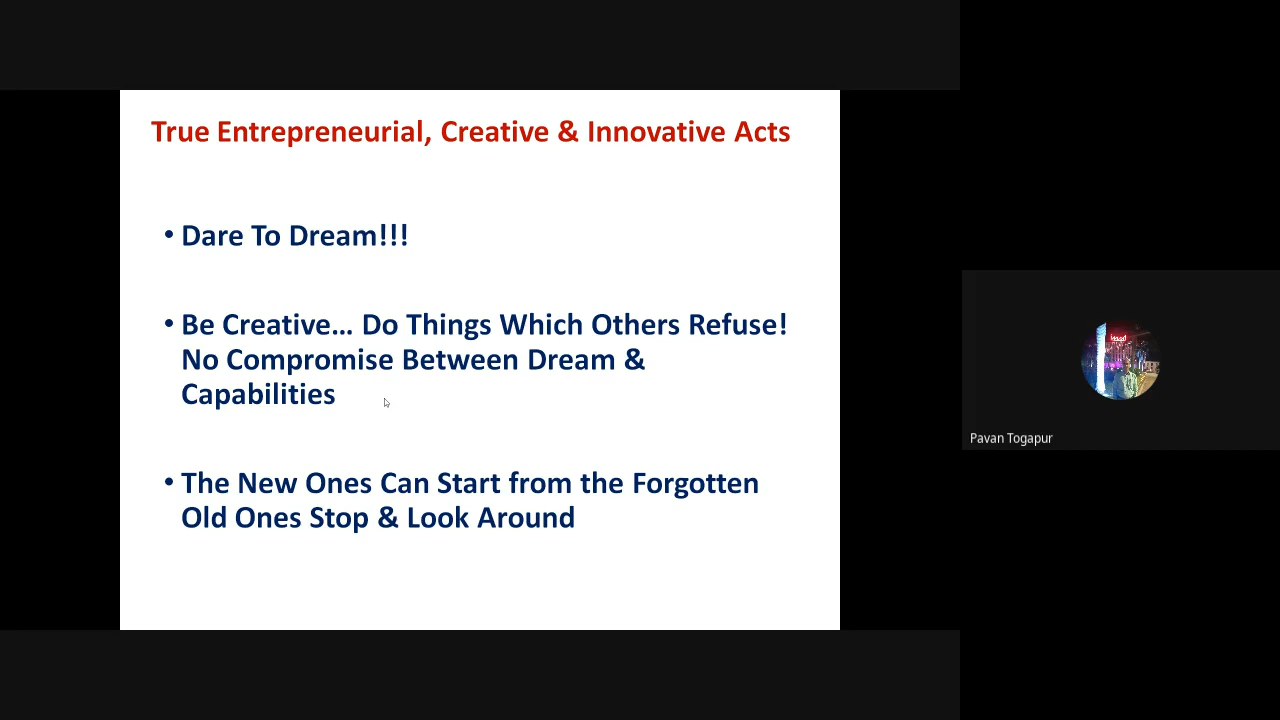 True Entrepreneurial, Creative & Innovative Acts
• Dare To Dream!!!
• Be Creative... Do Things Which Others Refuse!
No Compromise Between Dream &
Capabilities
• The New Ones Can Start from the Forgotten
Old Ones Stop & Look Around
Pavan Togapur